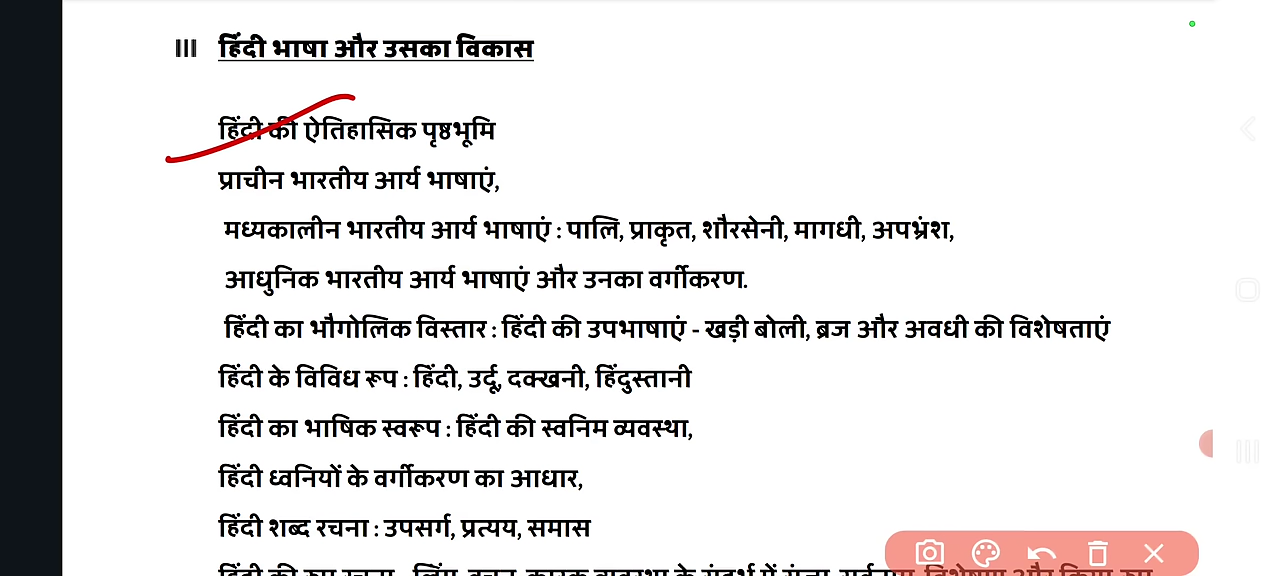 III हिंदी भाषा और उसका विकास
हिंदी की ऐतिहासिक पृष्ठभूमि
प्राचीन भारतीय आर्य भाषाएं,
मध्यकालीन भारतीय आर्य भाषाएं : पालि, प्राकृत, शौरसेनी, मागधी, अपभ्रंश,
आधुनिक भारतीय आर्य भाषाएं और उनका वर्गीकरण.
हिंदी का भौगोलिक विस्तार : हिंदी की उपभाषाएं - खड़ी बोली, ब्रज और अवधी की विशेषताएं
हिंदी के विविध रूप : हिंदी, उर्दू, दक्खनी, हिंदुस्तानी
हिंदी का भाषिक स्वरूप : हिंदी की स्वनिम व्यवस्था,
हिंदी ध्वनियों के वर्गीकरण का आधार,
हिंदी शब्द रचना : उपसर्ग, प्रत्यय, समास